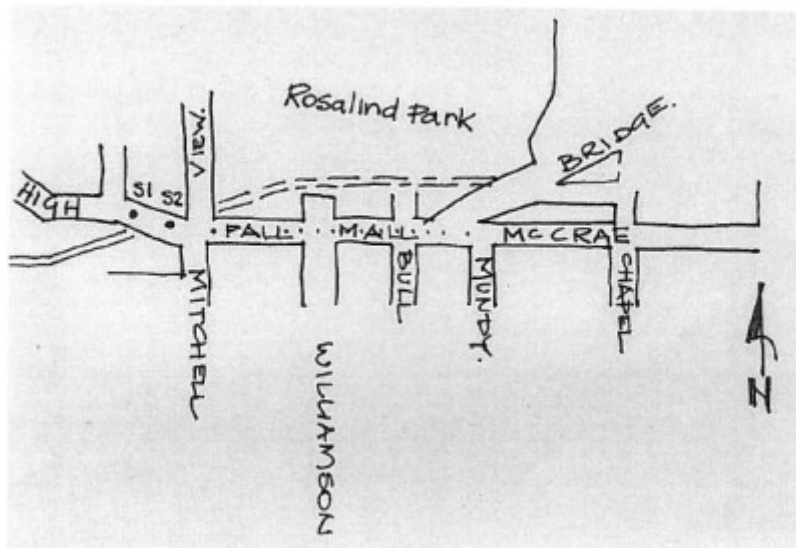 Rosalind Park
BRIDGE.
VIEW.
HIGH
S1 S2
PALL MALL
McCRAE
MITCHELL
WILLIAMSON
BULL
MUNDY.
CHAPEL
N